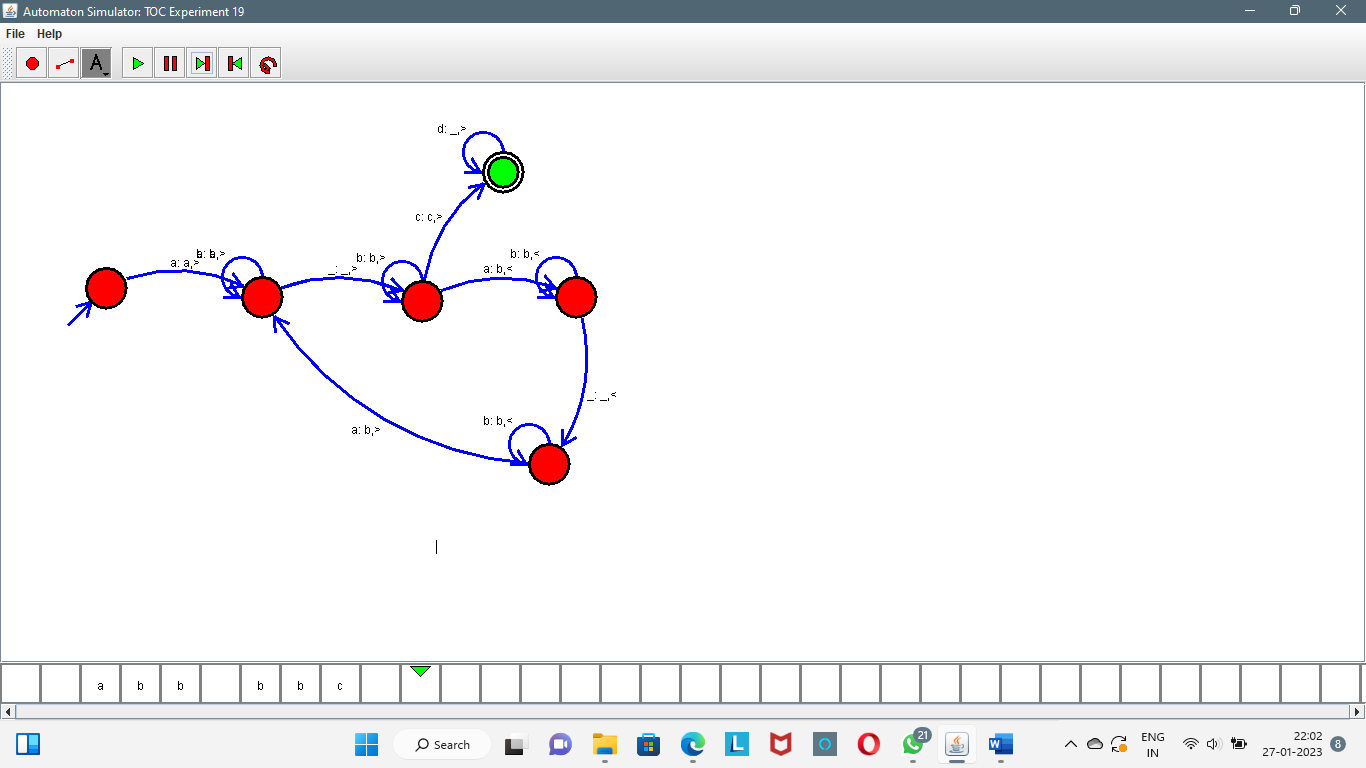 Automaton Simulator: TOC Experiment 19
File Help
A
d: _,>
c: c,>
b: b,>
b: b,>
b: b,<
a: a,>
_: _,>
a: b,<
_: _,<
b: b,<
a: b,>
a b b b b c
Search
L
21
W
ENG
IN
22:02
27-01-2023
8